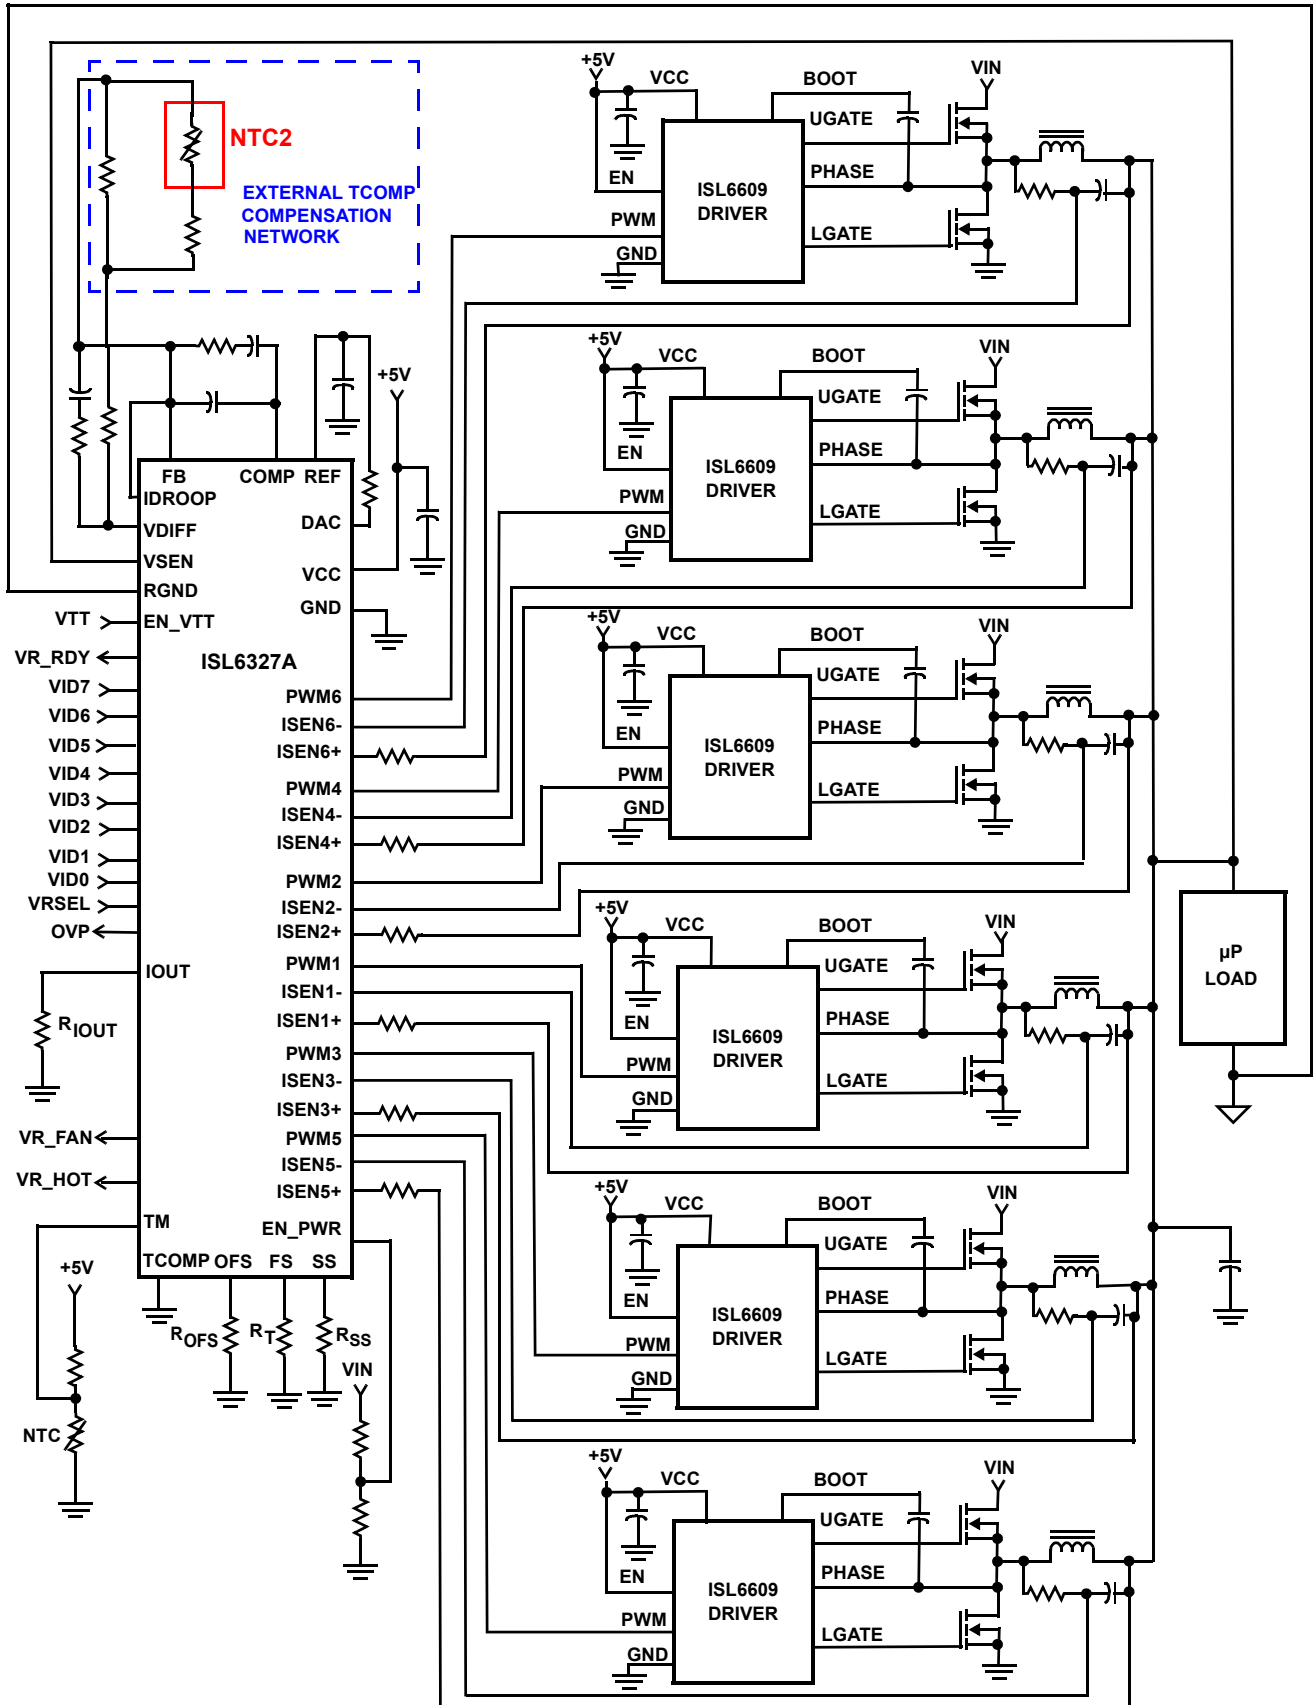 NTC2
EXTERNAL TCOMP
COMPENSATION
NETWORK
+5V
FB
COMP
REF
IDROOP
VDIFF
DAC
VSEN
VCC
RGND
GND
VTT
EN_VTT
VR_RDY
ISL6327A
VID7
VID6
VID5
VID4
VID3
VID2
VID1
VID0
VRSEL
OVP
IOUT
RIOUT
VR_FAN
VR_HOT
TM
PWM6
ISEN6-
ISEN6+
PWM4
ISEN4-
ISEN4+
PWM2
ISEN2-
ISEN2+
PWM1
ISEN1-
ISEN1+
PWM3
ISEN3-
ISEN3+
PWM5
ISEN5-
ISEN5+
EN_PWR
TCOMP
OFS
FS
SS
+5V
ROFS
RT
RSS
VIN
NTC
+5V
VCC
BOOT
VIN
UGATE
EN
PHASE
ISL6609
DRIVER
PWM
LGATE
GND
+5V
VCC
BOOT
VIN
UGATE
EN
PHASE
ISL6609
DRIVER
PWM
LGATE
GND
+5V
VCC
BOOT
VIN
UGATE
EN
PHASE
ISL6609
DRIVER
PWM
LGATE
GND
+5V
VCC
BOOT
VIN
UGATE
EN
PHASE
ISL6609
DRIVER
PWM
LGATE
GND
+5V
VCC
BOOT
VIN
UGATE
EN
PHASE
ISL6609
DRIVER
PWM
LGATE
GND
+5V
VCC
BOOT
VIN
UGATE
EN
PHASE
ISL6609
DRIVER
PWM
LGATE
GND
µP
LOAD